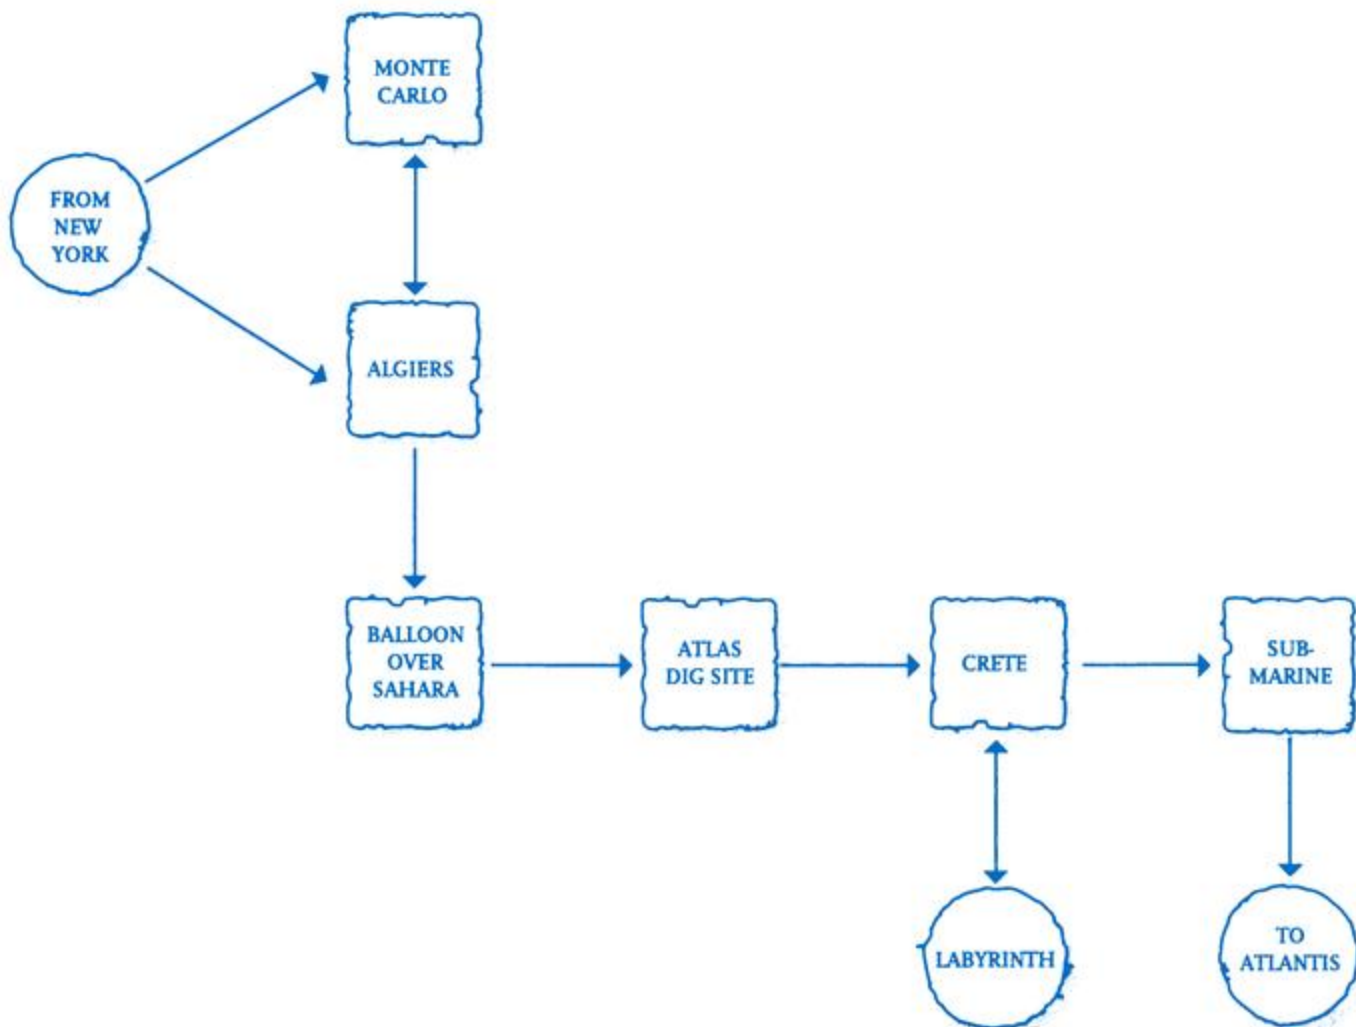 MONTE
CARLO
FROM
NEW
YORK
ALGIERS
BALLOON
OVER
SAHARA
ATLAS
DIG SITE
CRETE
SUB-
MARINE
LABYRINTH
TO
ATLANTIS